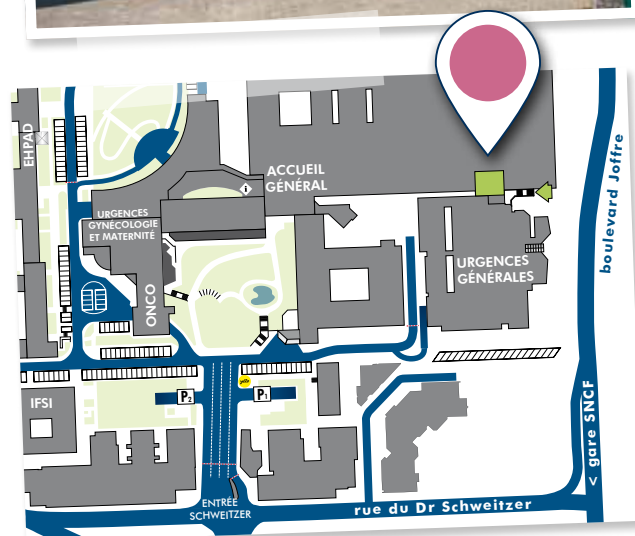 EHPAD
ACCUEIL
GÉNÉRAL
i
URGENCES
GYNÉCOLOGIE
ET MATERNITÉ
ONCO
URGENCES
GÉNÉRALES
boulevard Joffre
IFSI
P2
P1
yélo
< gare SNCF
ENTRÉE
SCHWEITZER
rue du Dr Schweitzer